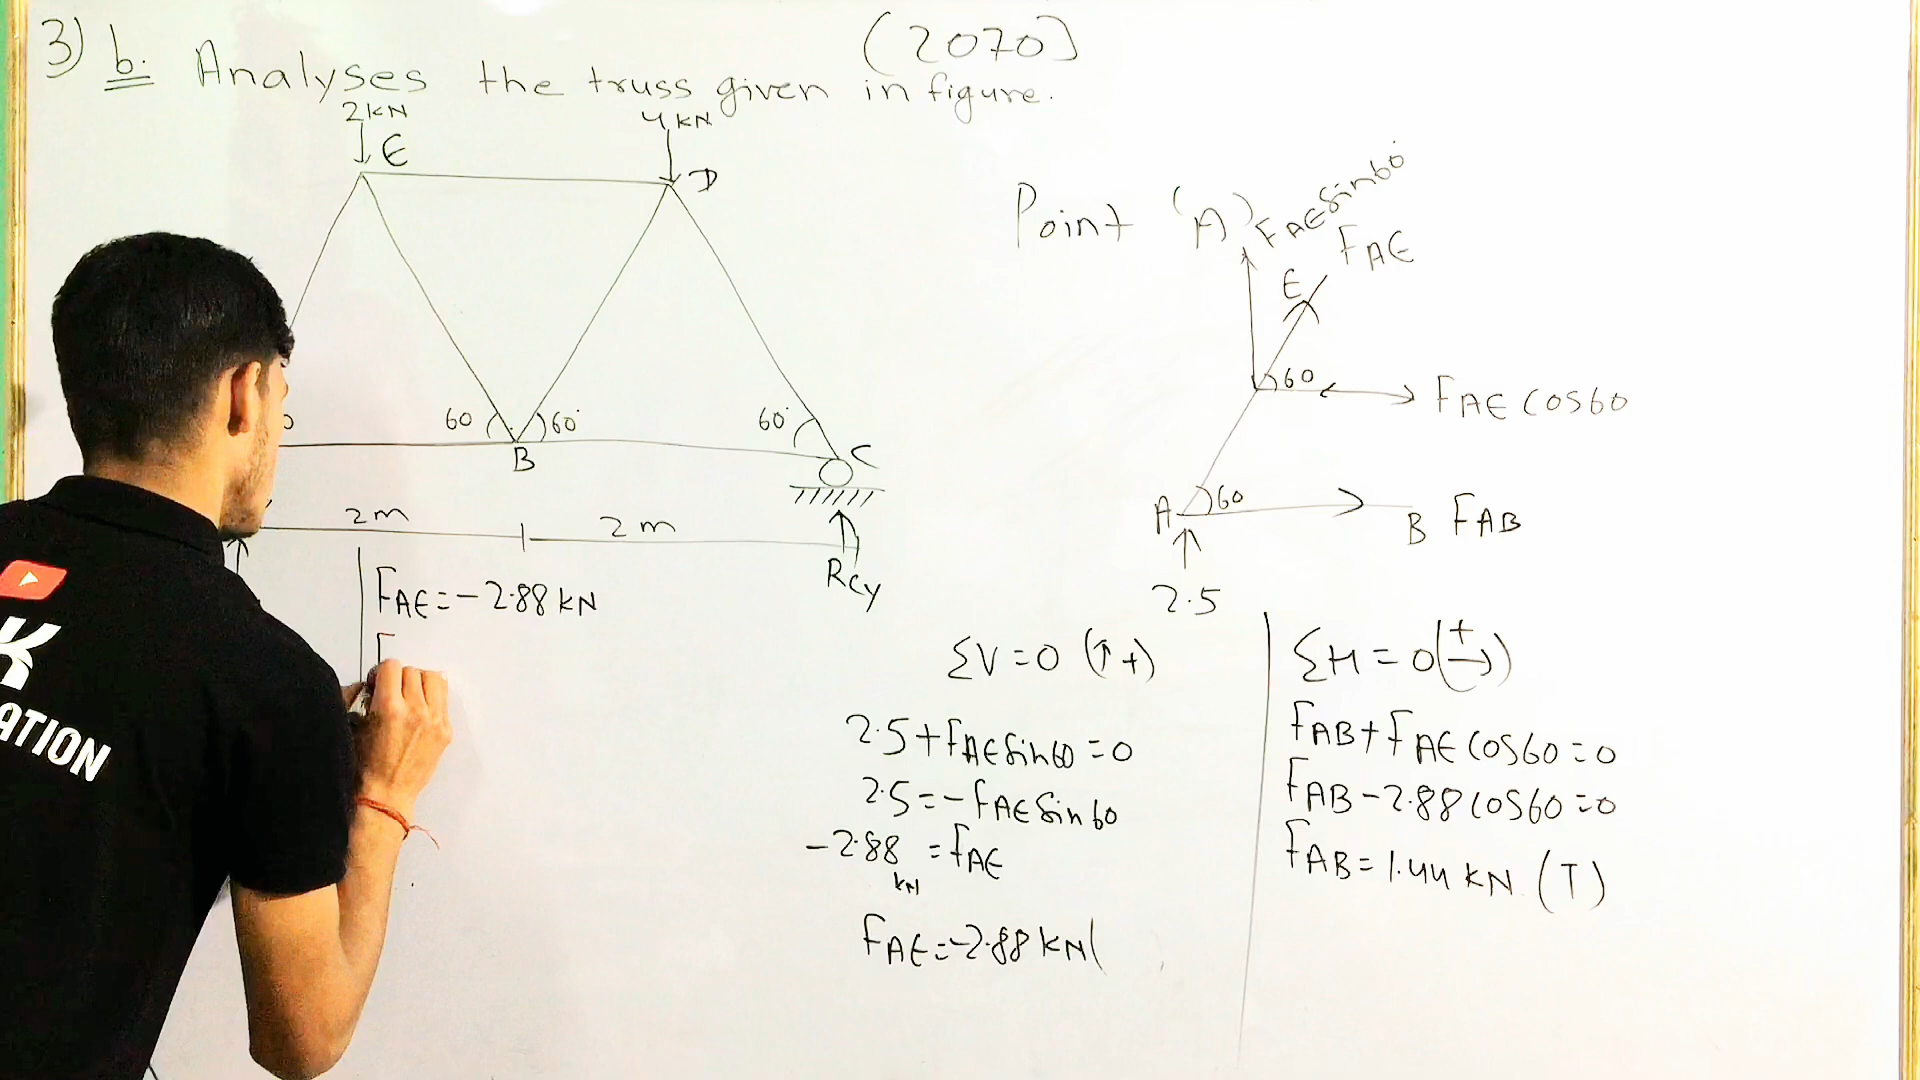 3) b. Analyses the truss given in figure. (2070)
2kN
4 kN
E
D
60
60°
60°
B
C
2m
2 m
Rcy
FAE = -2.88 kN
Point (A)
FAE sin60°
FAE
E
60
FAE cos60
A
60
B FAB
2.5
ΣV = 0 (↑+)
2.5 + FAE sin60 = 0
2.5 = -FAE sin60
-2.88 kN = FAE
FAE = -2.88 kN (
ΣH = 0 (+→)
FAB + FAE cos60 = 0
FAB - 2.88 cos60 = 0
FAB = 1.44 kN (T)
K
ATION